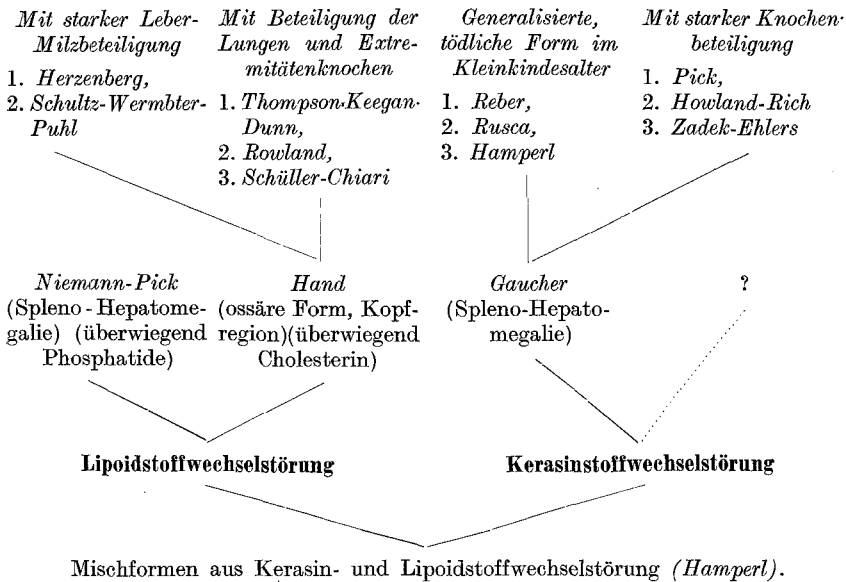 Mit starker Leber-
Milzbeteiligung
1. Herzenberg,
2. Schultz-Wermbter-
Puhl
Mit Beteiligung der
Lungen und Extre-
mitätenknochen
1. Thompson-Keegan-
Dunn,
2. Rowland,
3. Schüller-Chiari
Generalisierte,
tödliche Form im
Kleinkindesalter
1. Reber,
2. Rusca,
3. Hamperl
Mit starker Knochen-
beteiligung
1. Pick,
2. Howland-Rich
3. Zadek-Ehlers
Niemann-Pick
(Spleno-Hepatome-
galie) (überwiegend
Phosphatide)
Hand
(ossäre Form, Kopf-
region)(überwiegend
Cholesterin)
Gaucher
(Spleno-Hepato-
megalie)
?
Lipoidstoffwechselstörung
Kerasinstoffwechselstörung
Mischformen aus Kerasin- und Lipoidstoffwechselstörung (Hamperl).